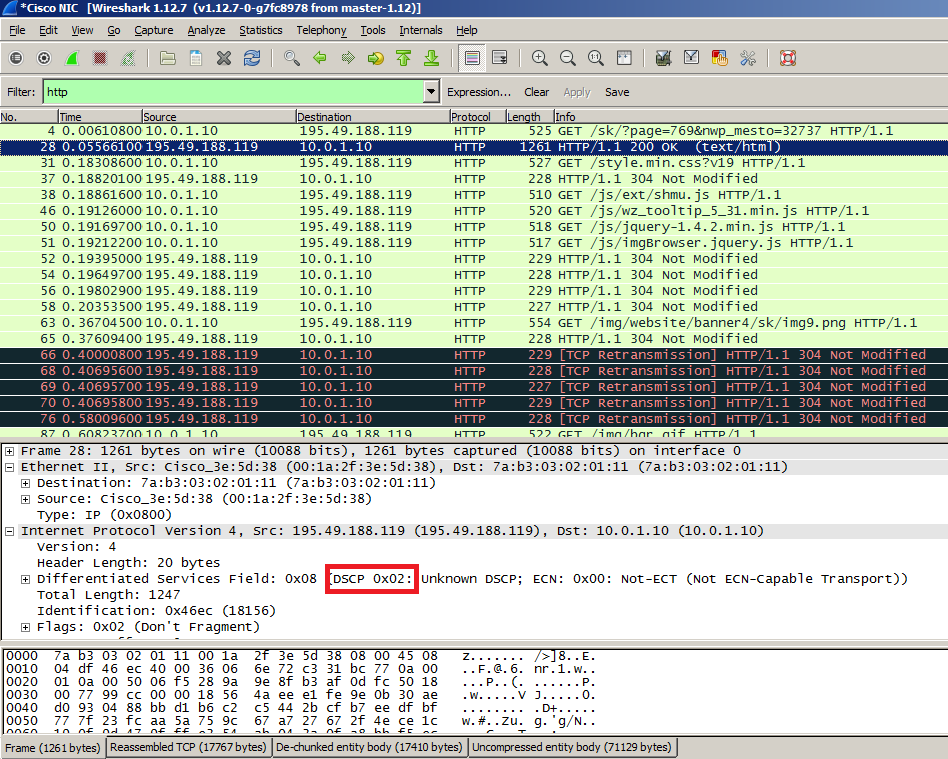 *Cisco NIC [Wireshark 1.12.7 (v1.12.7-0-g7fc8978 from master-1.12)]
File Edit View Go Capture Analyze Statistics Telephony Tools Internals Help
Filter: http Expression... Clear Apply Save
No. Time Source Destination Protocol Length Info
4 0.00610800 10.0.1.10 195.49.188.119 HTTP 525 GET /sk/?page=769&nwp_mesto=32737 HTTP/1.1
28 0.05566100 195.49.188.119 10.0.1.10 HTTP 1261 HTTP/1.1 200 OK (text/html)
31 0.18308600 10.0.1.10 195.49.188.119 HTTP 527 GET /style.min.css?v19 HTTP/1.1
37 0.18820100 195.49.188.119 10.0.1.10 HTTP 228 HTTP/1.1 304 Not Modified
38 0.18861600 10.0.1.10 195.49.188.119 HTTP 510 GET /js/ext/shmu.js HTTP/1.1
46 0.19126000 10.0.1.10 195.49.188.119 HTTP 520 GET /js/wz_tooltip_5_31.min.js HTTP/1.1
50 0.19169700 10.0.1.10 195.49.188.119 HTTP 518 GET /js/jquery-1.4.2.min.js HTTP/1.1
51 0.19212200 10.0.1.10 195.49.188.119 HTTP 517 GET /js/imgBrowser.jquery.js HTTP/1.1
52 0.19395000 195.49.188.119 10.0.1.10 HTTP 229 HTTP/1.1 304 Not Modified
54 0.19649700 195.49.188.119 10.0.1.10 HTTP 228 HTTP/1.1 304 Not Modified
56 0.19802900 195.49.188.119 10.0.1.10 HTTP 228 HTTP/1.1 304 Not Modified
58 0.20353500 195.49.188.119 10.0.1.10 HTTP 227 HTTP/1.1 304 Not Modified
63 0.36704500 10.0.1.10 195.49.188.119 HTTP 554 GET /img/website/banner4/sk/img9.png HTTP/1.1
65 0.37609400 195.49.188.119 10.0.1.10 HTTP 228 HTTP/1.1 304 Not Modified
66 0.40000800 195.49.188.119 10.0.1.10 HTTP 229 [TCP Retransmission] HTTP/1.1 304 Not Modified
68 0.40695600 195.49.188.119 10.0.1.10 HTTP 228 [TCP Retransmission] HTTP/1.1 304 Not Modified
69 0.40695700 195.49.188.119 10.0.1.10 HTTP 227 [TCP Retransmission] HTTP/1.1 304 Not Modified
70 0.40695800 195.49.188.119 10.0.1.10 HTTP 229 [TCP Retransmission] HTTP/1.1 304 Not Modified
76 0.58009600 195.49.188.119 10.0.1.10 HTTP 228 [TCP Retransmission] HTTP/1.1 304 Not Modified
87 0.60823700 10.0.1.10 195.49.188.119 HTTP 522 GET /img/bgr.gif HTTP/1.1
Frame 28: 1261 bytes on wire (10088 bits), 1261 bytes captured (10088 bits) on interface 0
Ethernet II, Src: Cisco_3e:5d:38 (00:1a:2f:3e:5d:38), Dst: 7a:b3:03:02:01:11 (7a:b3:03:02:01:11)
Destination: 7a:b3:03:02:01:11 (7a:b3:03:02:01:11)
Source: Cisco_3e:5d:38 (00:1a:2f:3e:5d:38)
Type: IP (0x0800)
Internet Protocol Version 4, Src: 195.49.188.119 (195.49.188.119), Dst: 10.0.1.10 (10.0.1.10)
Version: 4
Header Length: 20 bytes
Differentiated Services Field: 0x08 (DSCP 0x02: Unknown DSCP; ECN: 0x00: Not-ECT (Not ECN-Capable Transport))
Total Length: 1247
Identification: 0x46ec (18156)
Flags: 0x02 (Don't Fragment)
0000 7a b3 03 02 01 11 00 1a 2f 3e 5d 38 08 00 45 08 z....... />]8..E.
0010 04 df 46 ec 40 00 36 06 6e 72 c3 31 bc 77 0a 00 ..F.@.6. nr.1.w..
0020 01 0a 00 50 06 f5 28 9a 9e 8f b3 af 0d fc 50 18 ...P..(. ......P.
0030 00 77 99 cc 00 00 18 56 4a ee e1 fe 9e 0b 30 ae .w.....V J.....0.
0040 d0 93 04 88 bb d1 b6 c2 c5 44 2b cf b7 ee df bf ........ .D+.....
0050 77 7f 23 fc aa 5a 75 9c 67 a7 27 67 2f 4e ce 1c w.#..Zu. g.'g/N..
Frame (1261 bytes) Reassembled TCP (17767 bytes) De-chunked entity body (17410 bytes) Uncompressed entity body (71129 bytes)